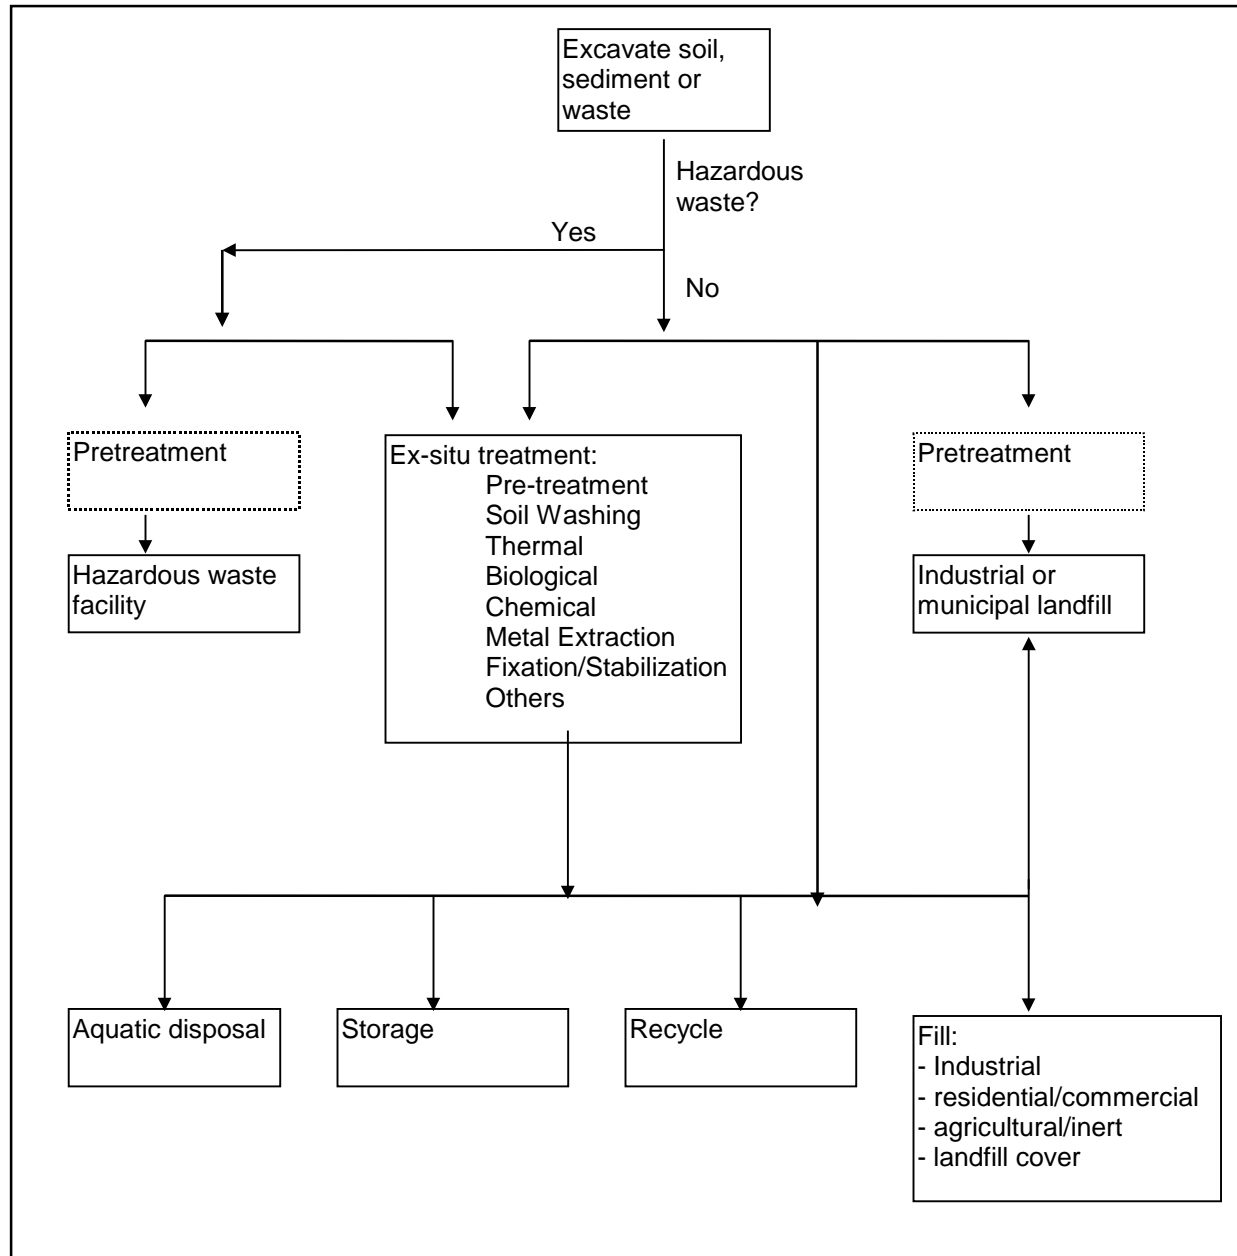 Excavate soil,
sediment or
waste
Hazardous
waste?
Yes
No
Pretreatment
Hazardous waste
facility
Ex-situ treatment:
Pre-treatment
Soil Washing
Thermal
Biological
Chemical
Metal Extraction
Fixation/Stabilization
Others
Pretreatment
Industrial or
municipal landfill
Aquatic disposal
Storage
Recycle
Fill:
- Industrial
- residential/commercial
- agricultural/inert
- landfill cover